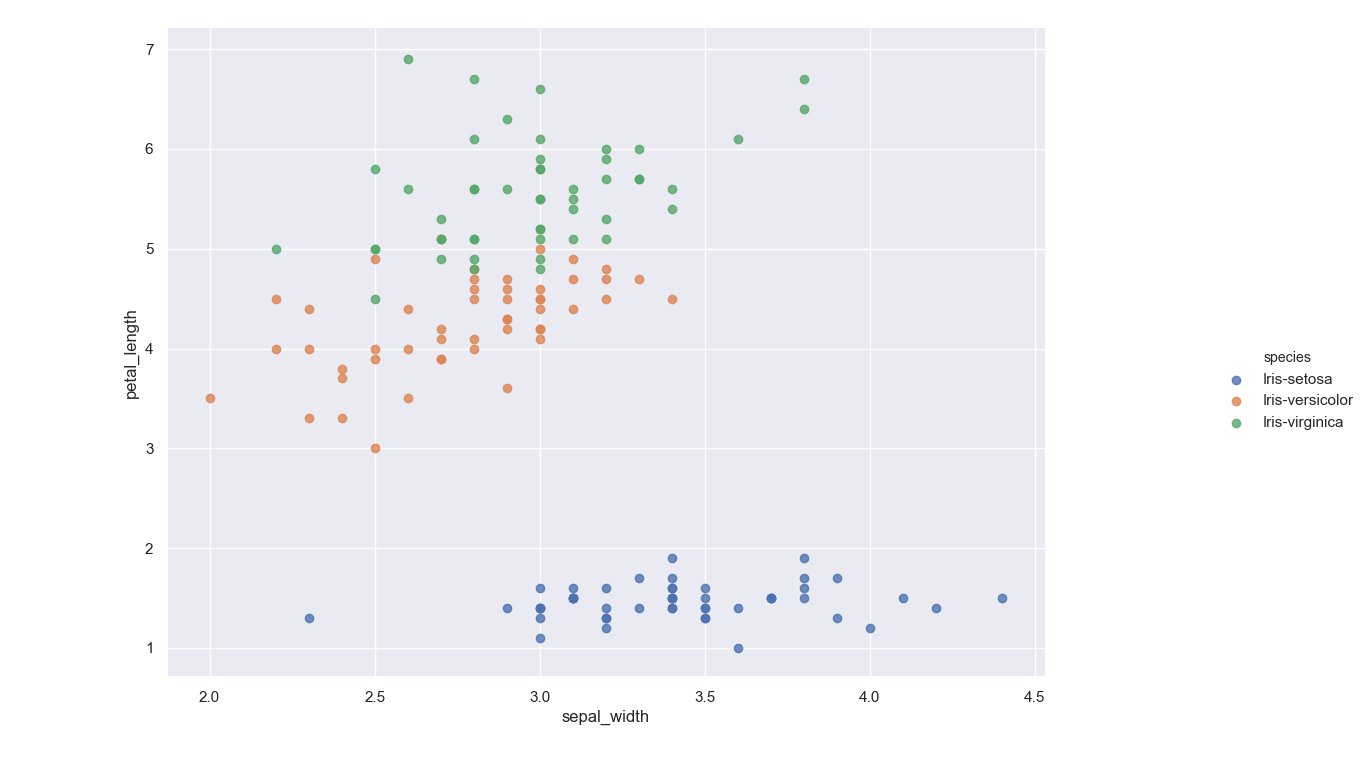 7
6
5
4
3
2
1
petal_length
2.0 2.5 3.0 3.5 4.0 4.5
sepal_width
species
Iris-setosa
Iris-versicolor
Iris-virginica